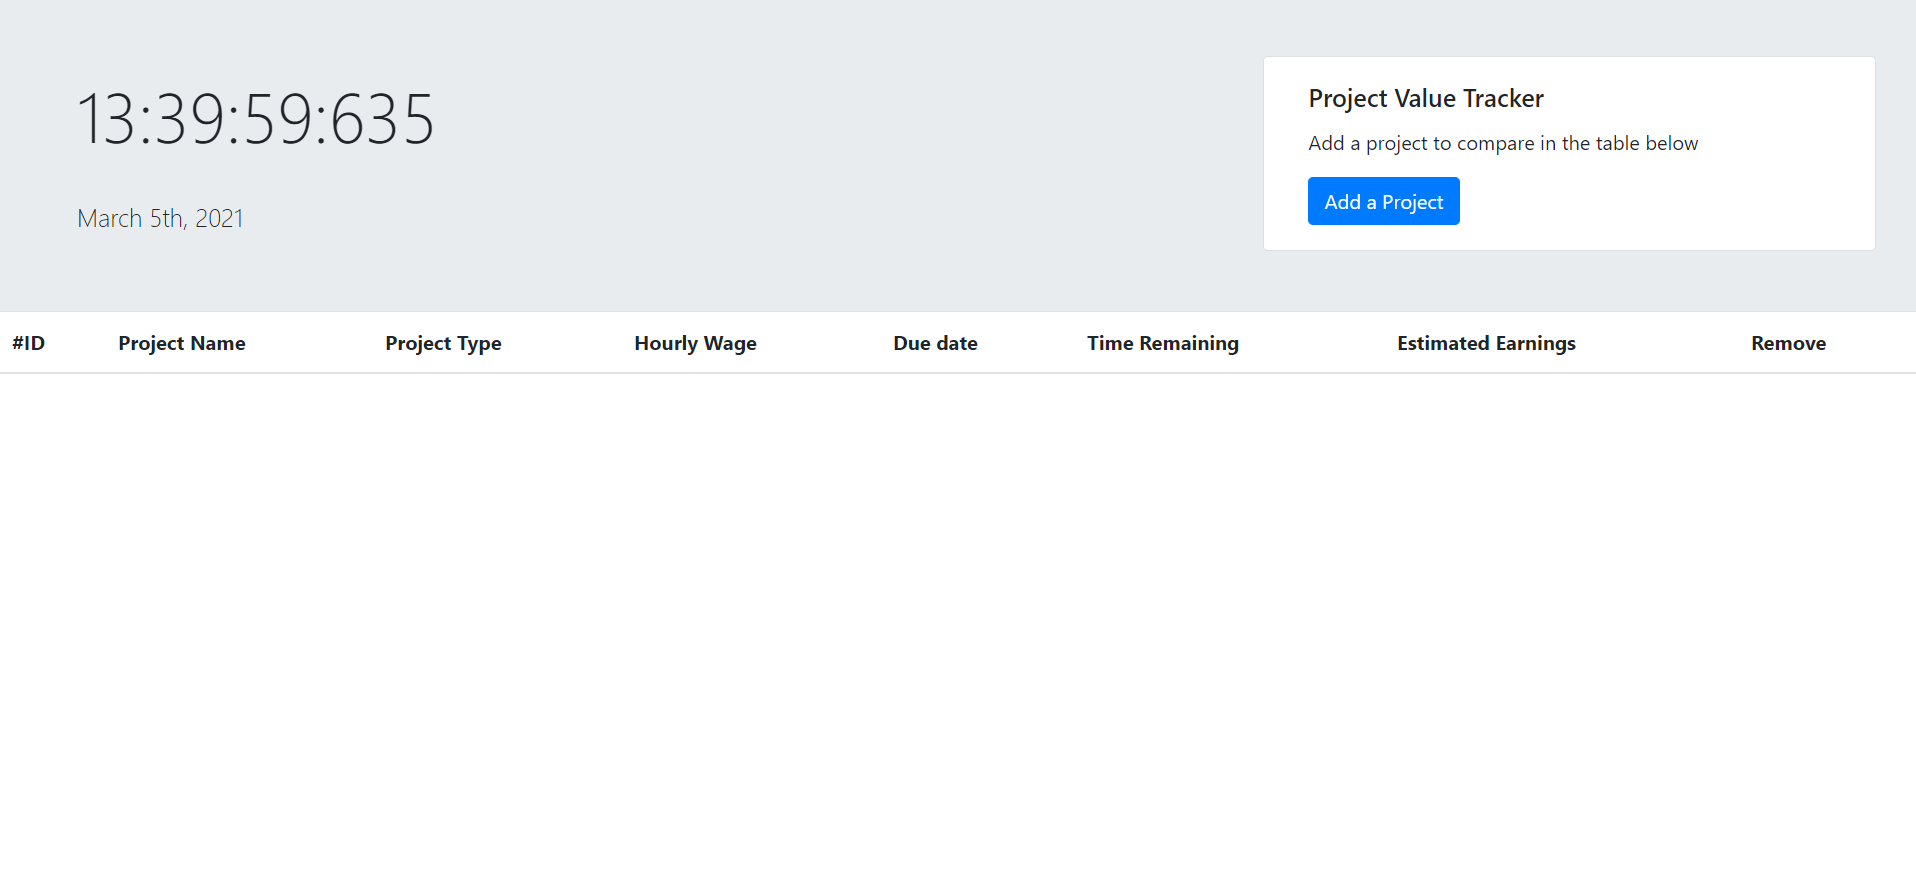 13:39:59:635
March 5th, 2021
Project Value Tracker
Add a project to compare in the table below
Add a Project
#ID Project Name Project Type Hourly Wage Due date Time Remaining Estimated Earnings Remove